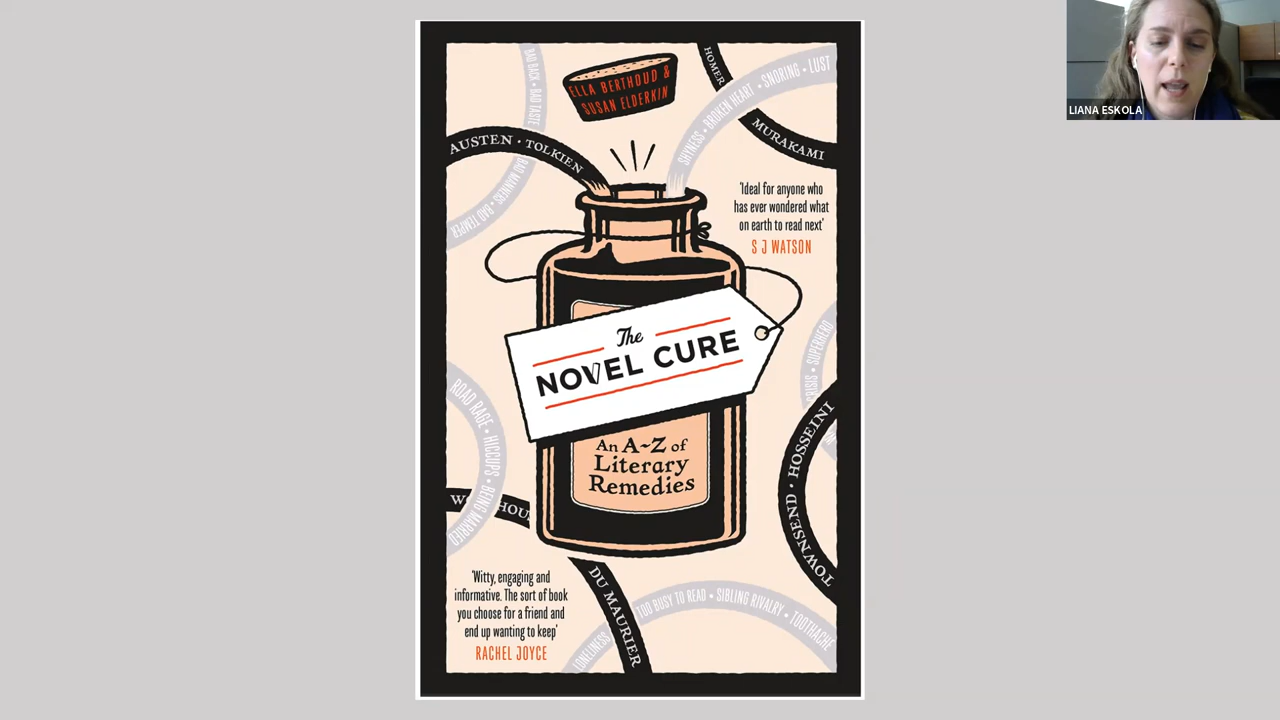 LIANA ESKOLA
ELLA BERTHOUD &
SUSAN ELDERKIN
BAD BACK • BAD TASTE
BAD MANNERS • BAD TEMPER
AUSTEN • TOLKIEN
HOMER
MURAKAMI
SHYNESS • BROKEN HEART • SNORING • LUST
'Ideal for anyone who
has ever wondered what
on earth to read next'
S J WATSON
The
NOVEL CURE
An A-Z of
Literary
Remedies
SUPERHERO
ROAD RAGE • HICCUPS • BEING MARRIED
TOWNSEND • HOSSEINI
DU MAURIER
'Witty, engaging and
informative. The sort of book
you choose for a friend and
end up wanting to keep'
RACHEL JOYCE
LONELINESS
TOO BUSY TO READ • SIBLING RIVALRY • TOOTHACHE